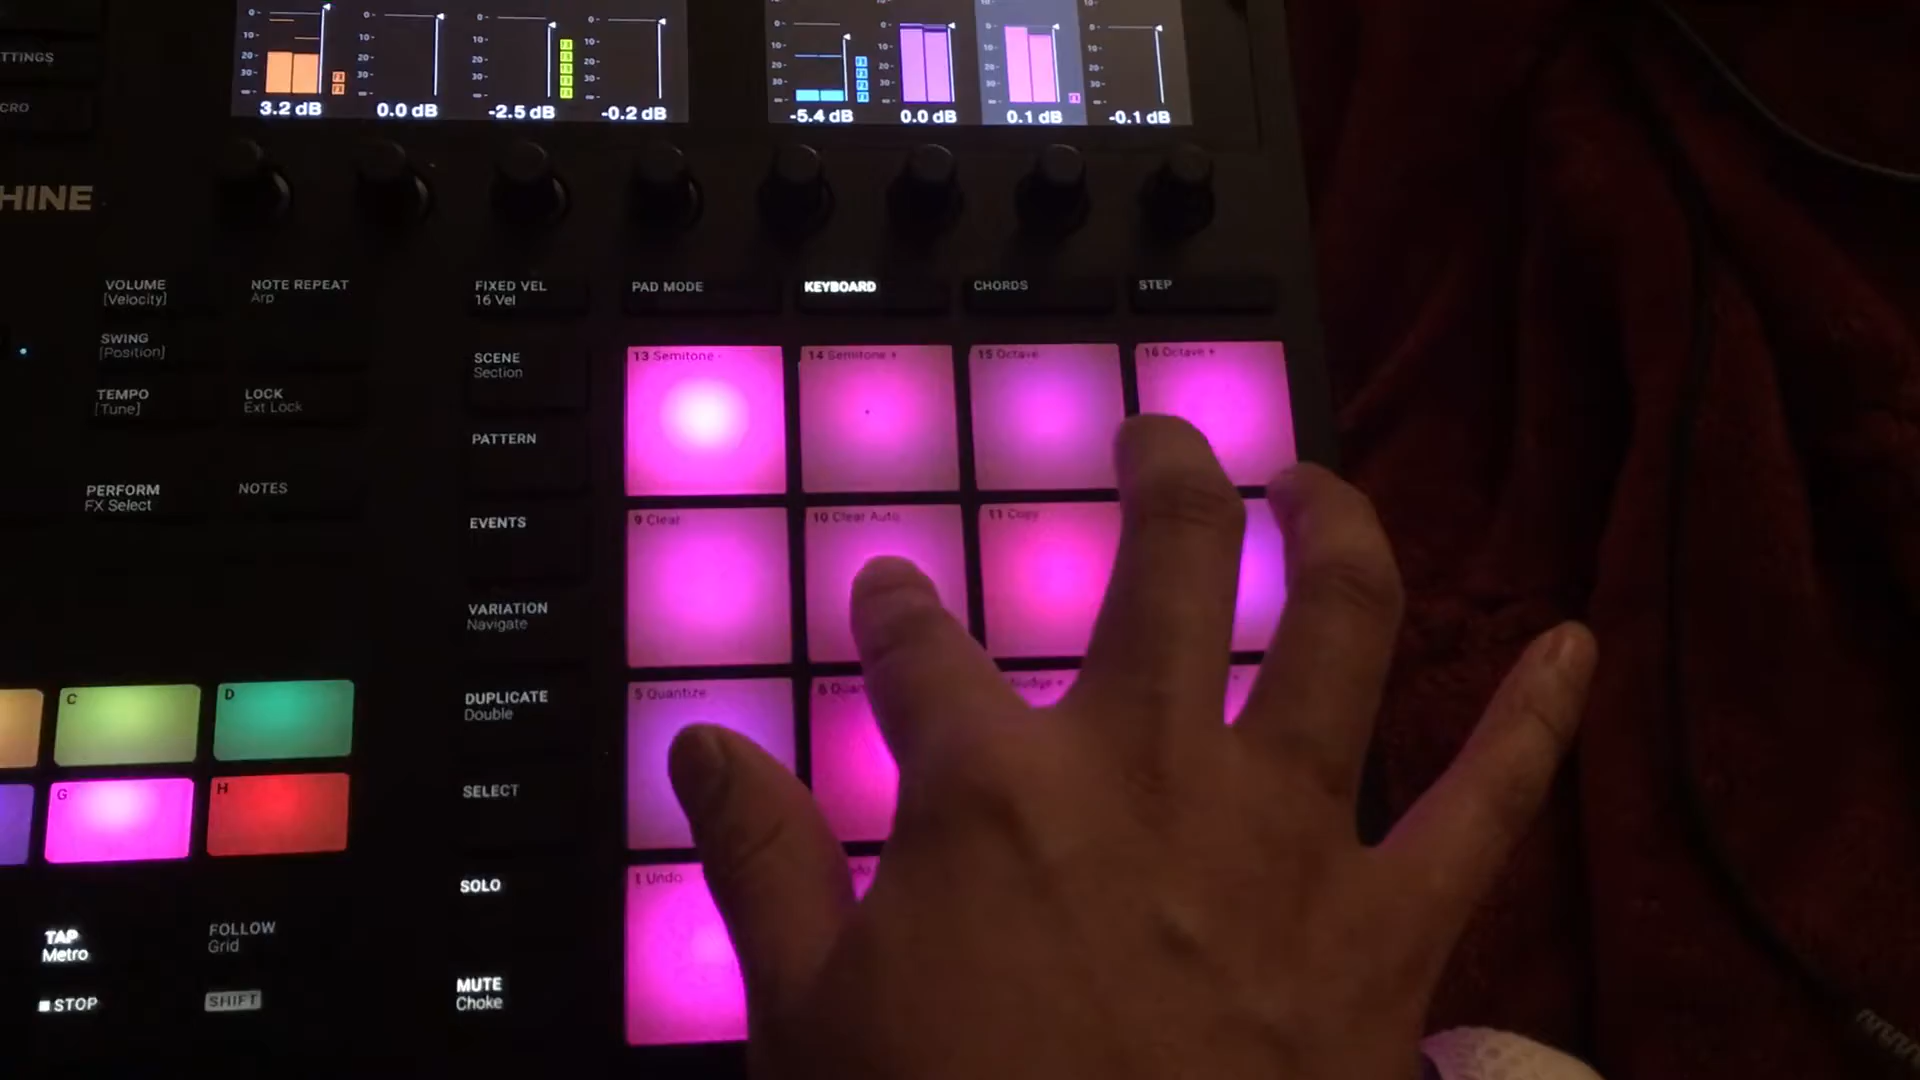 3.2 dB 0.0 dB -2.5 dB -0.2 dB -5.4 dB 0.0 dB 0.1 dB -0.1 dB
TTINGS
CRO
HINE
VOLUME
[Velocity]
NOTE REPEAT
Arp
SWING
[Position]
TEMPO
[Tune]
LOCK
Ext Lock
PERFORM
FX Select
NOTES
C
D
G
H
TAP
Metro
FOLLOW
Grid
■ STOP
SHIFT
FIXED VEL
16 Vel
SCENE
Section
PATTERN
EVENTS
VARIATION
Navigate
DUPLICATE
Double
SELECT
SOLO
MUTE
Choke
PAD MODE
KEYBOARD
CHORDS
STEP
13 Semitone -
14 Semitone +
15 Octave
16 Octave +
9 Clear
10 Clear Auto
11 Copy
5 Quantize
6 Quan
Nudge
1 Undo